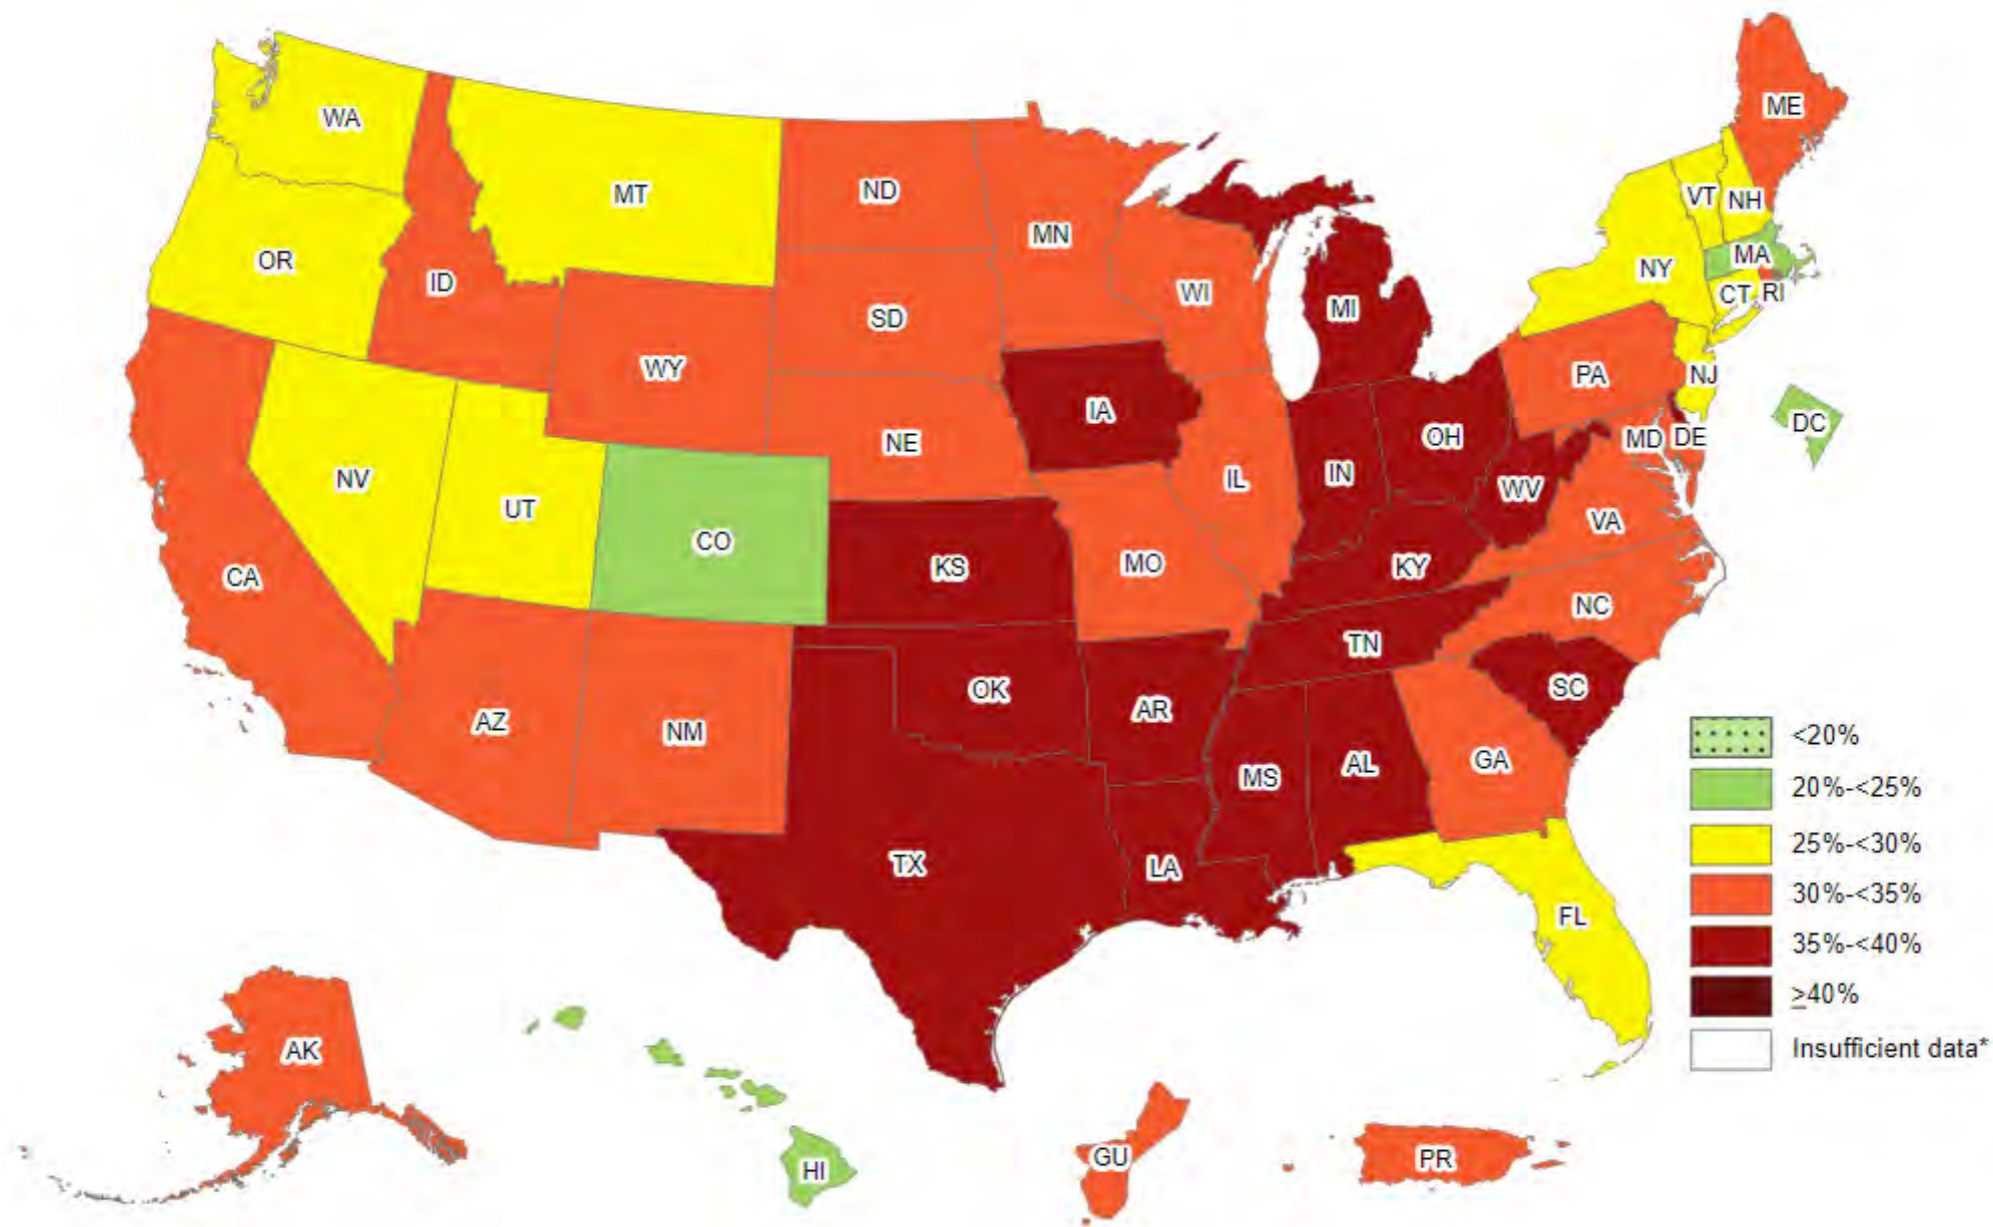 ME
WA
ND
MT
VT
NH
MN
MA
OR
NY
ID
WI
CT
RI
MI
SD
WY
PA
NJ
IA
DC
OH
MD
DE
NE
IN
NV
IL
WV
UT
VA
CO
MO
KS
KY
CA
NC
TN
SC
OK
AR
AZ
NM
<20%
GA
AL
MS
20%-<25%
25%-<30%
TX
LA
30%-<35%
FL
35%-<40%
≥40%
AK
Insufficient data*
GU
PR
HI